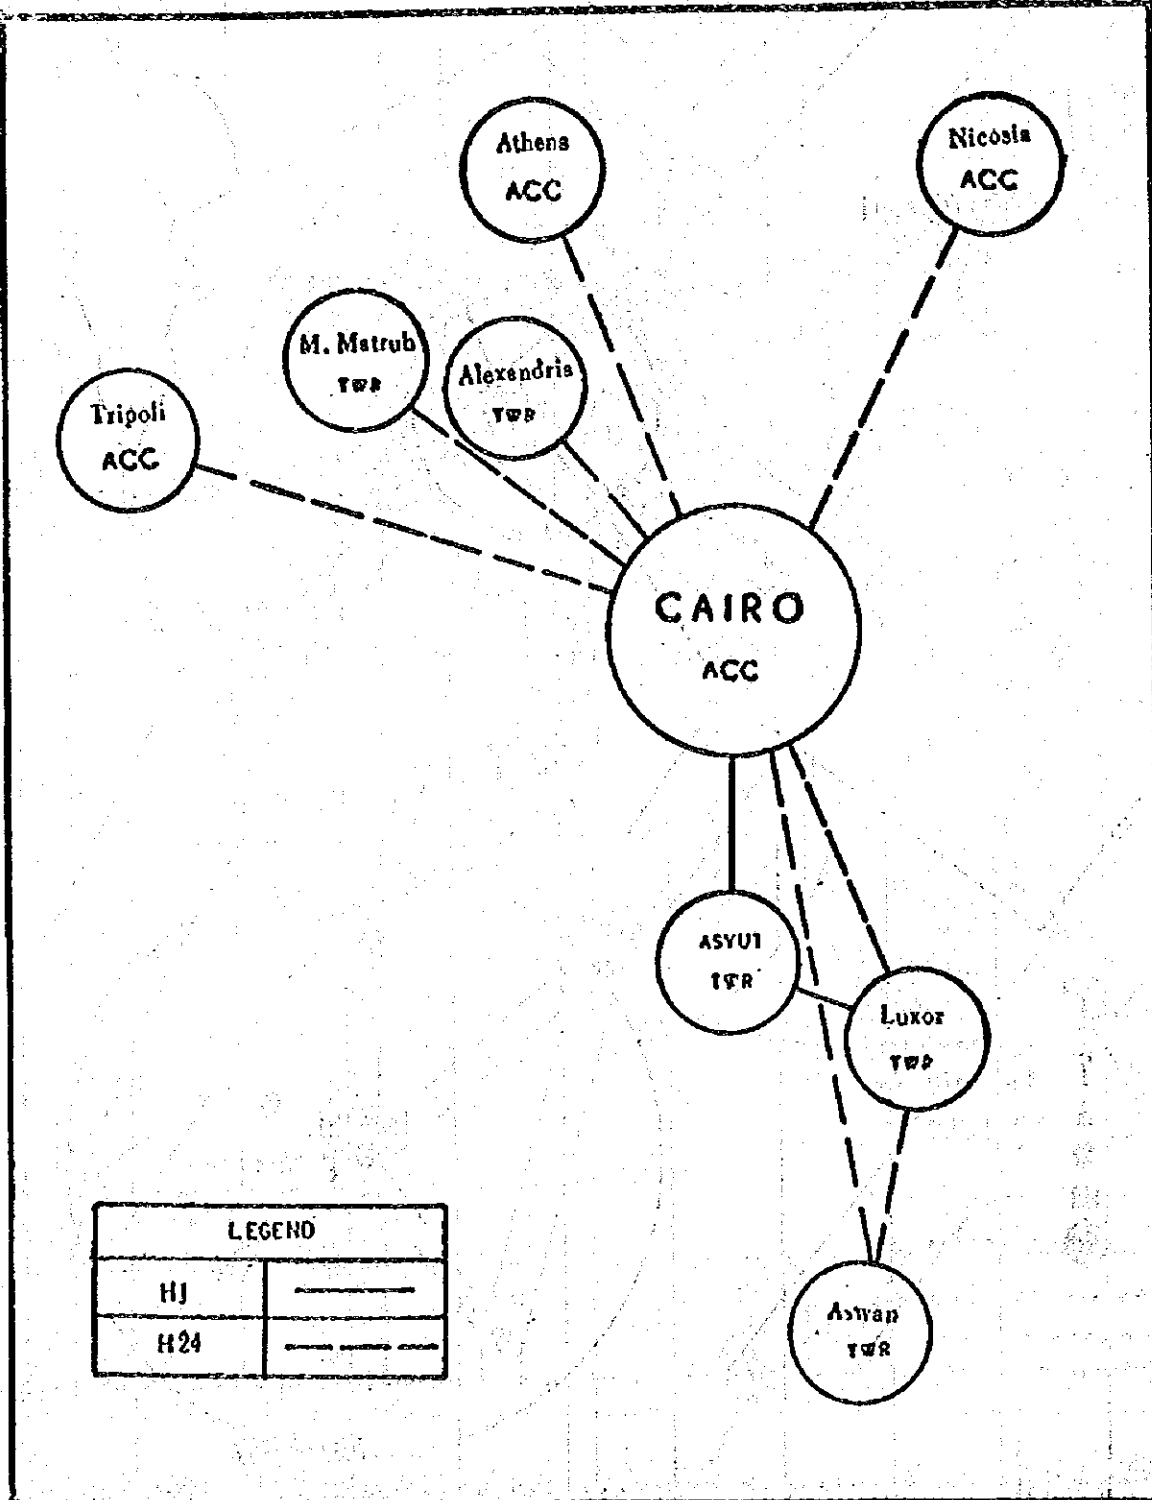 Athens
ACC
Nicosia
ACC
M. Matruh
TWR
Alexandria
TWR
Tripoli
ACC
CAIRO
ACC
ASYUT
TWR
Luxor
TWR
Aswan
TWR
LEGEND
HJ
H24